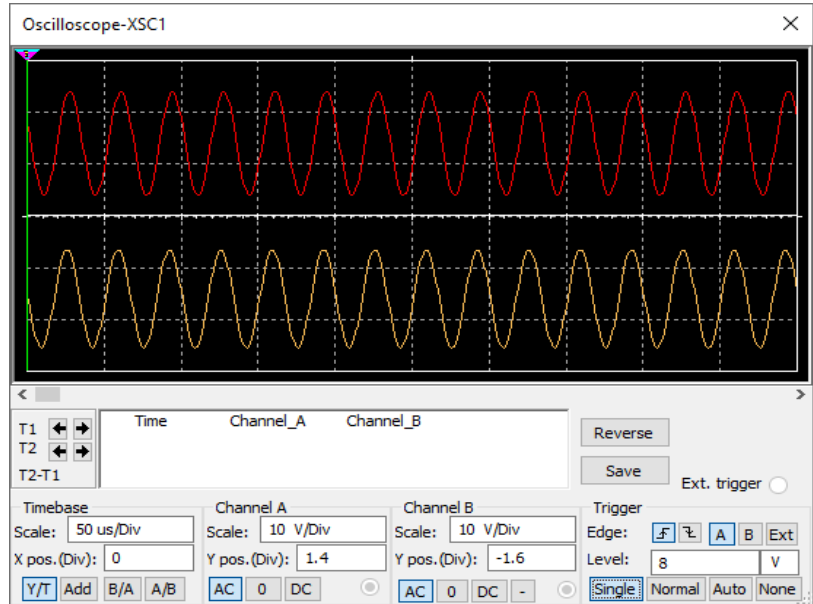 Oscilloscope-XSC1
Time Channel_A Channel_B
T1
T2
T2-T1
Reverse
Save
Ext. trigger
Timebase
Scale: 50 us/Div
X pos.(Div): 0
Y/T Add B/A A/B
Channel A
Scale: 10 V/Div
Y pos.(Div): 1.4
AC 0 DC
Channel B
Scale: 10 V/Div
Y pos.(Div): -1.6
AC 0 DC -
Trigger
Edge: A B Ext
Level: 8 V
Single Normal Auto None